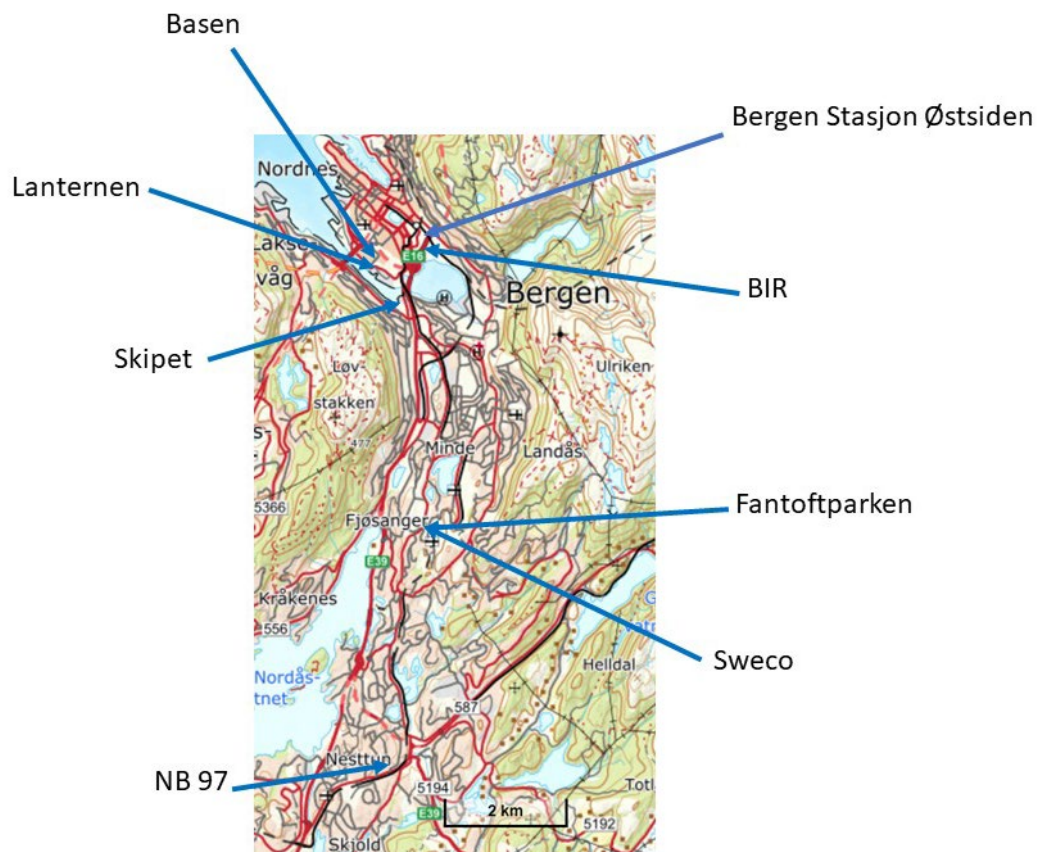 Basen
Bergen Stasjon Østsiden
Nordnes
Lanternen
Lakse-
våg
E16
BIR
Bergen
Skipet
Løv-
stakken
Ulriken
477
Minde
Landås
5366
Fjøsanger
Fantoftparken
E39
Kråkenes
556
Sweco
Helldal
Nordås-
tnet
587
Nesttun
NB 97
5194
Totl
2 km
E39
5192
Skjold